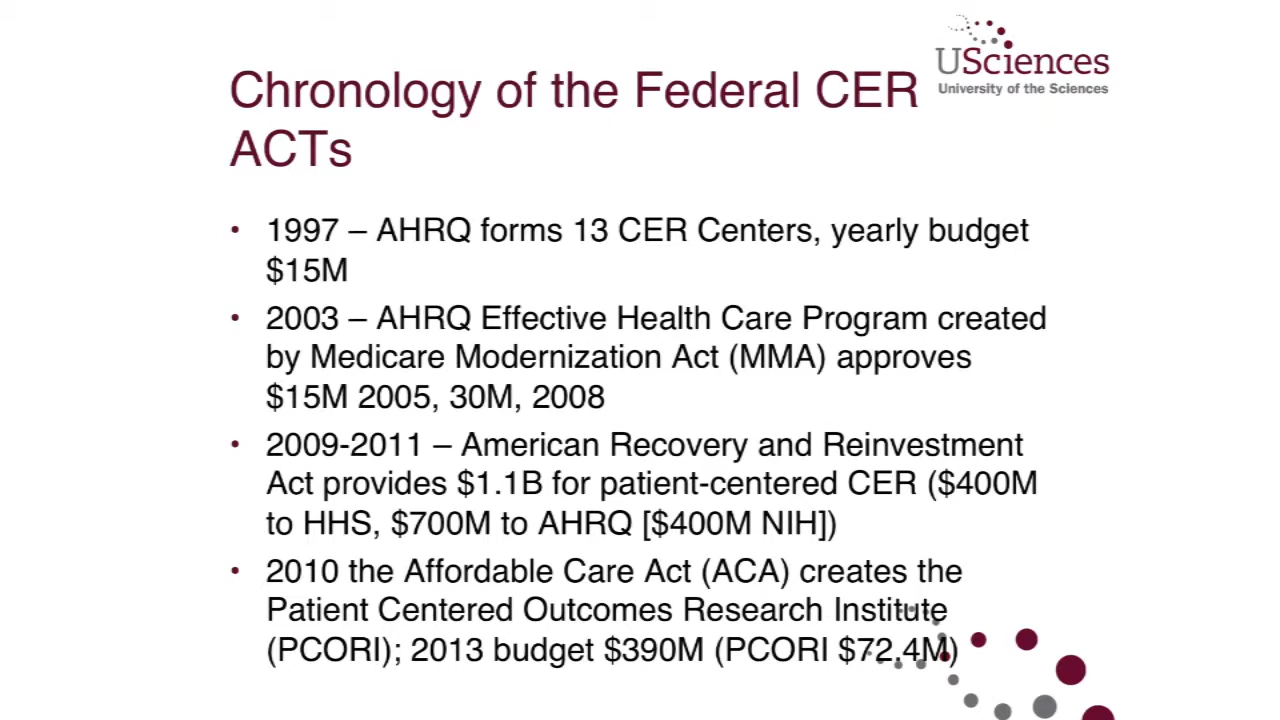 USciences
University of the Sciences
Chronology of the Federal CER
ACTs
• 1997 – AHRQ forms 13 CER Centers, yearly budget
$15M
• 2003 – AHRQ Effective Health Care Program created
by Medicare Modernization Act (MMA) approves
$15M 2005, 30M, 2008
• 2009-2011 – American Recovery and Reinvestment
Act provides $1.1B for patient-centered CER ($400M
to HHS, $700M to AHRQ [$400M NIH])
• 2010 the Affordable Care Act (ACA) creates the
Patient Centered Outcomes Research Institute
(PCORI); 2013 budget $390M (PCORI $72.4M)